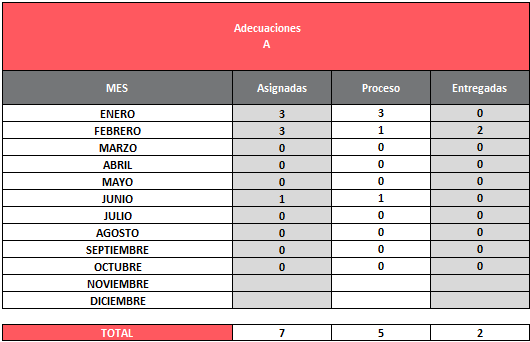 Adecuaciones
A
MES Asignadas Proceso Entregadas
ENERO 3 3 0
FEBRERO 3 1 2
MARZO 0 0 0
ABRIL 0 0 0
MAYO 0 0 0
JUNIO 1 1 0
JULIO 0 0 0
AGOSTO 0 0 0
SEPTIEMBRE 0 0 0
OCTUBRE 0 0 0
NOVIEMBRE
DICIEMBRE
TOTAL 7 5 2